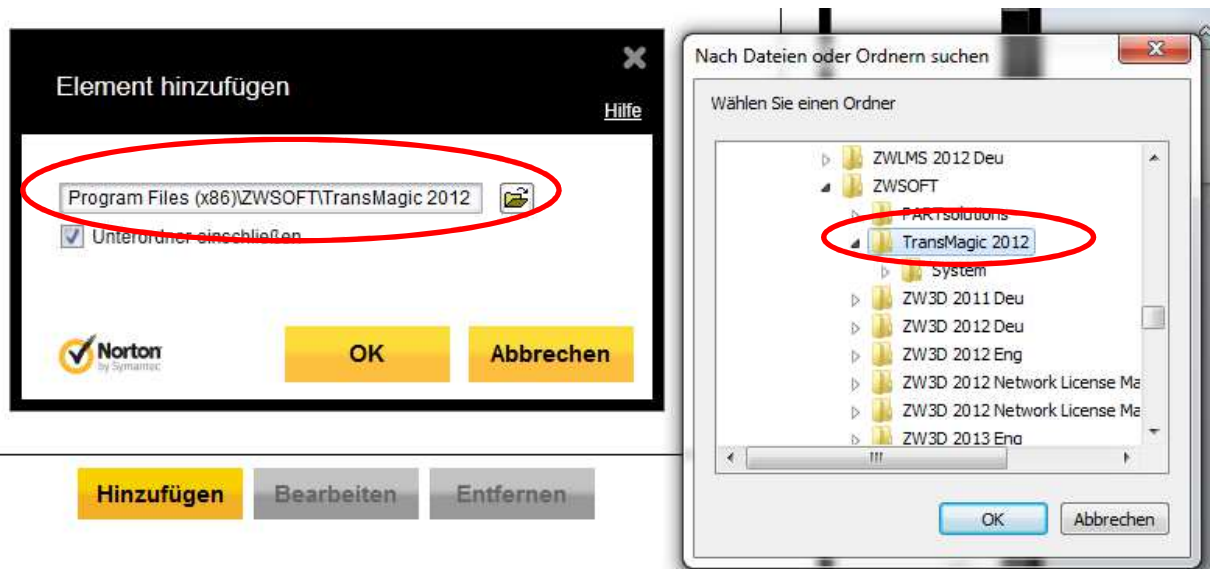 Element hinzufügen
Hilfe
Program Files (x86)\ZWSOFT\TransMagic 2012
Unterordner einschließen
Norton
by Symantec
OK
Abbrechen
Hinzufügen
Bearbeiten
Entfernen
Nach Dateien oder Ordnern suchen
Wählen Sie einen Ordner
ZWLMS 2012 Deu
ZWSOFT
PARTsolutions
TransMagic 2012
System
ZW3D 2011 Deu
ZW3D 2012 Deu
ZW3D 2012 Eng
ZW3D 2012 Network License Ma
ZW3D 2012 Network License Ma
ZW3D 2013 Eng
OK
Abbrechen